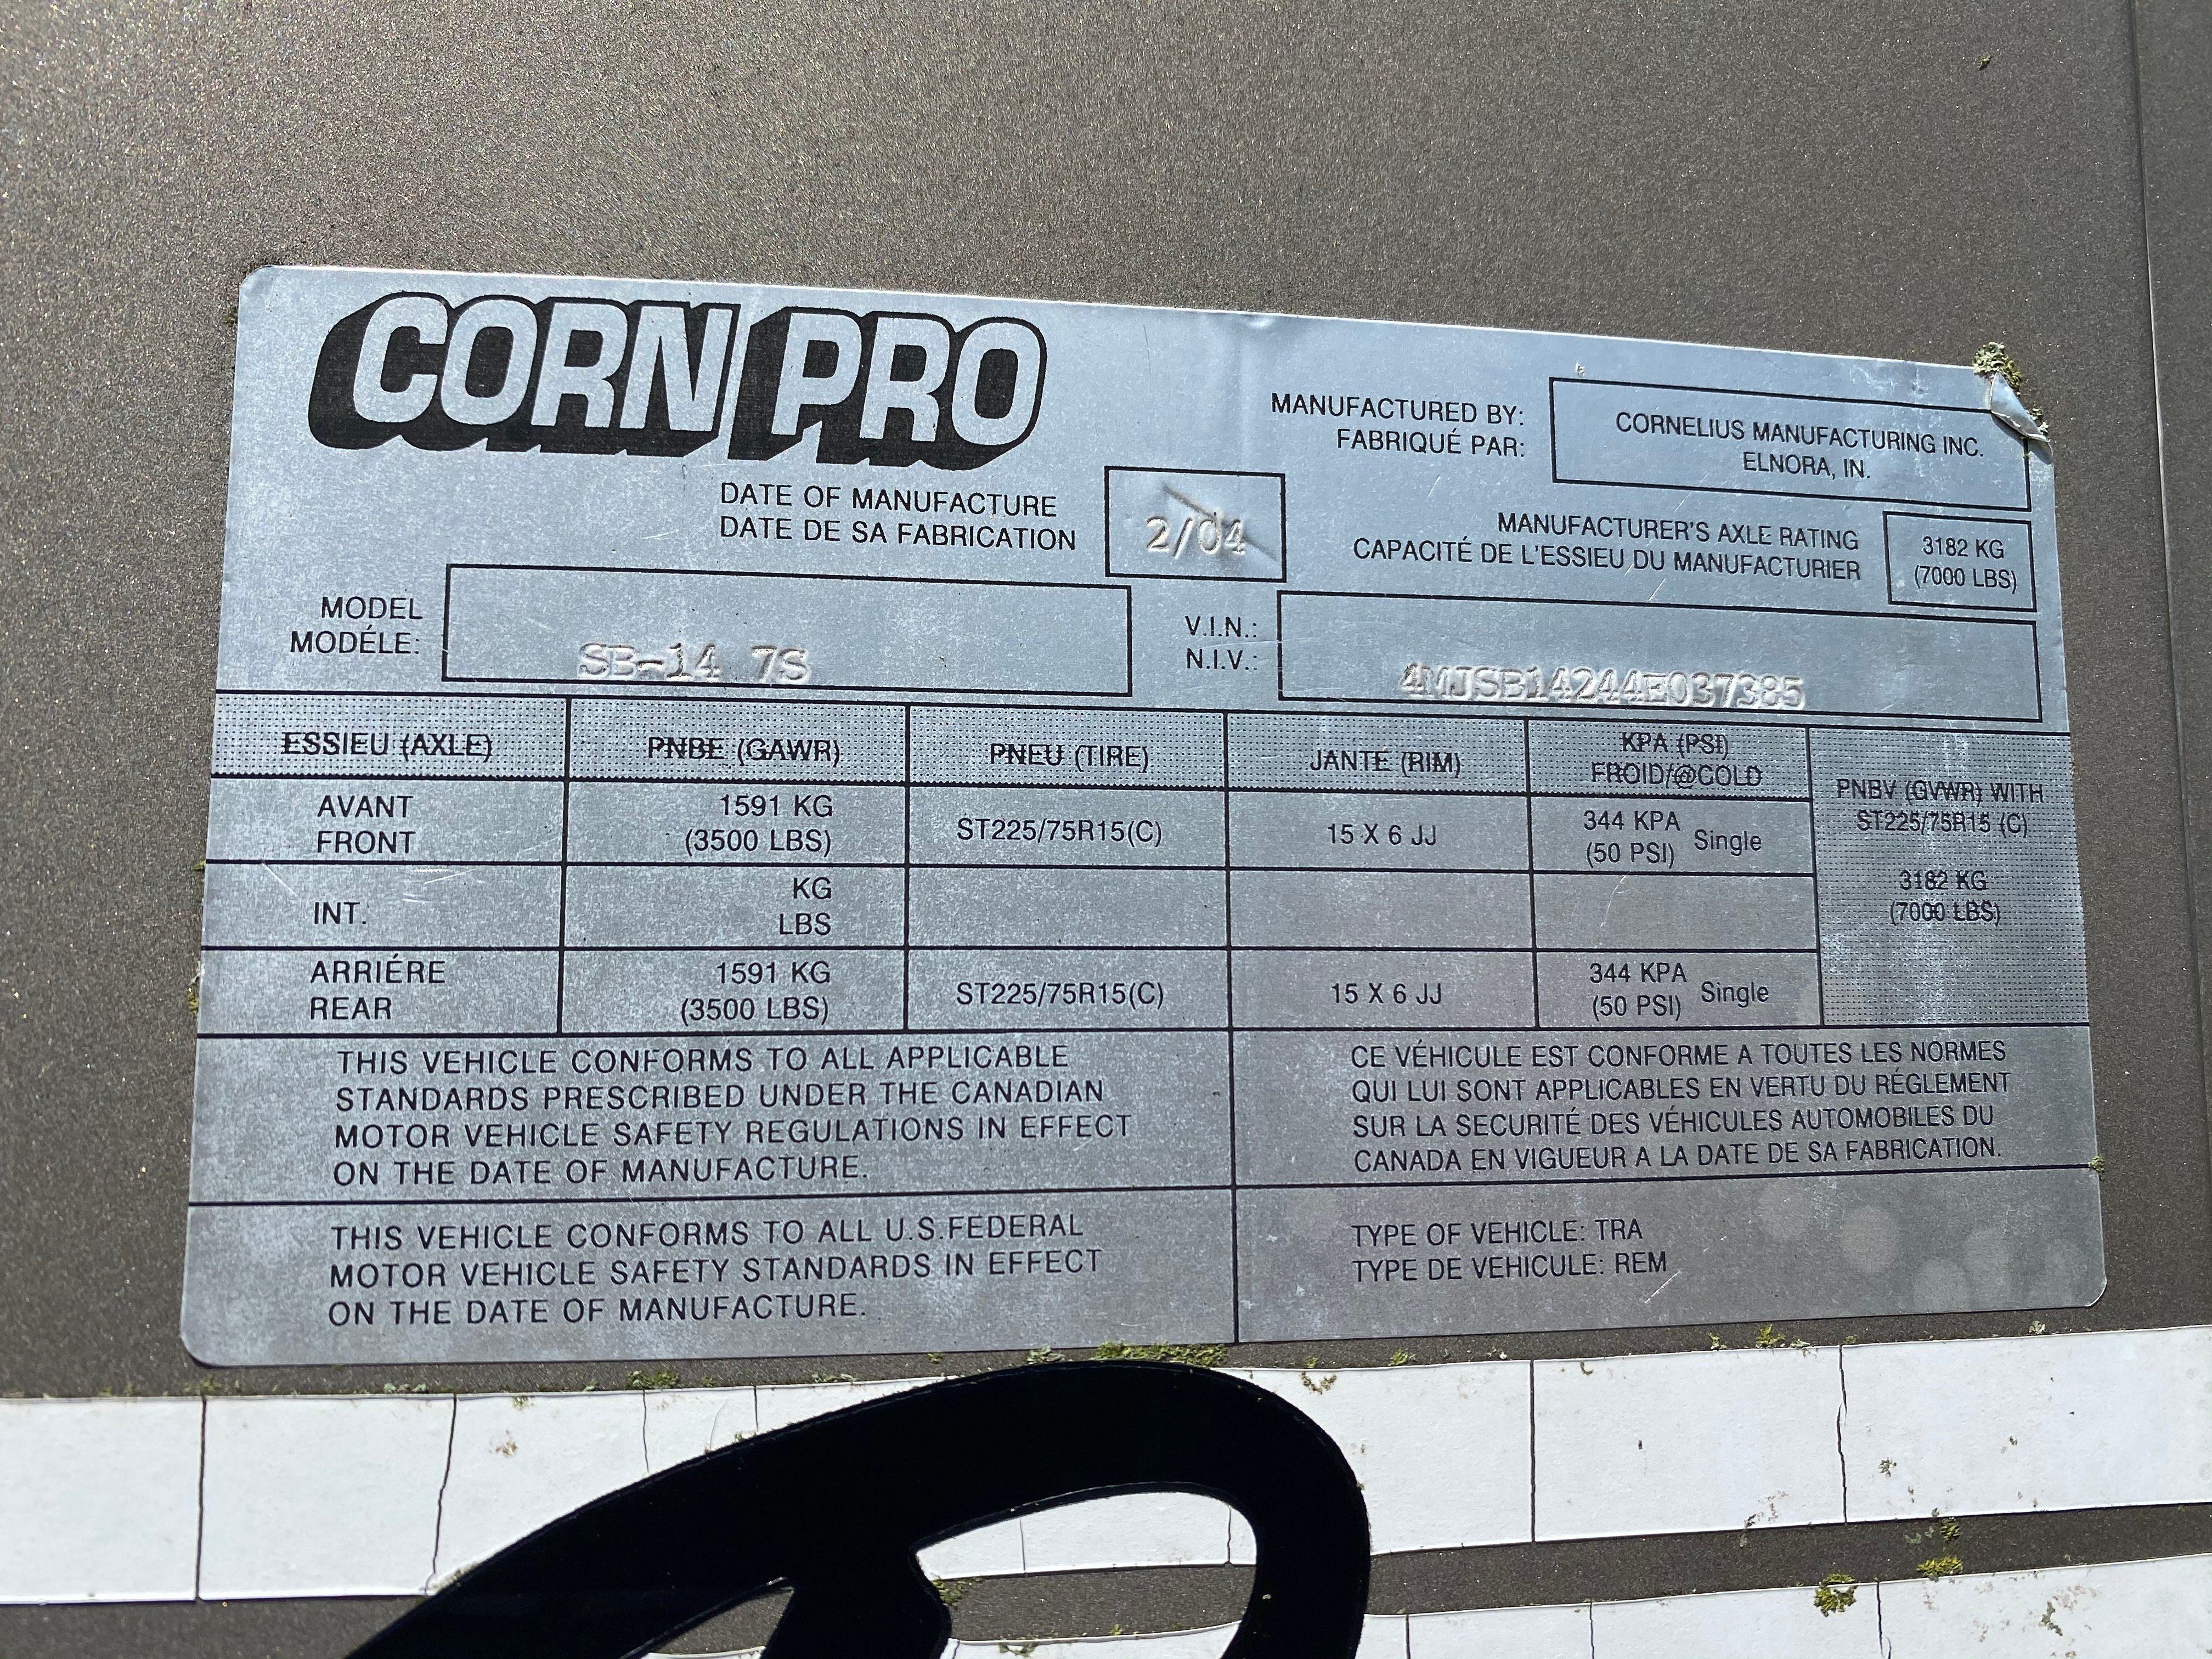 CORN PRO
MANUFACTURED BY:
FABRIQUÉ PAR:
CORNELIUS MANUFACTURING INC.
ELNORA, IN.
DATE OF MANUFACTURE
DATE DE SA FABRICATION
2/04
MANUFACTURER'S AXLE RATING
CAPACITÉ DE L'ESSIEU DU MANUFACTURIER
3182 KG
(7000 LBS)
MODEL
MODÉLE:
SB-14 7S
V.I.N.:
N.I.V.:
4MJSB14244E037385
ESSIEU (AXLE)
PNBE (GAWR)
PNEU (TIRE)
JANTE (RIM)
KPA (PSI)
FROID/@COLD
PNBV (GVWR) WITH
ST225/75R15 (C)
3182 KG
(7000 LBS)
AVANT
FRONT
1591 KG
(3500 LBS)
ST225/75R15(C)
15 X 6 JJ
344 KPA
(50 PSI) Single
INT.
KG
LBS
ARRIÉRE
REAR
1591 KG
(3500 LBS)
ST225/75R15(C)
15 X 6 JJ
344 KPA
(50 PSI) Single
THIS VEHICLE CONFORMS TO ALL APPLICABLE
STANDARDS PRESCRIBED UNDER THE CANADIAN
MOTOR VEHICLE SAFETY REGULATIONS IN EFFECT
ON THE DATE OF MANUFACTURE.
CE VÉHICULE EST CONFORME A TOUTES LES NORMES
QUI LUI SONT APPLICABLES EN VERTU DU RÉGLEMENT
SUR LA SECURITÉ DES VÉHICULES AUTOMOBILES DU
CANADA EN VIGUEUR A LA DATE DE SA FABRICATION.
THIS VEHICLE CONFORMS TO ALL U.S.FEDERAL
MOTOR VEHICLE SAFETY STANDARDS IN EFFECT
ON THE DATE OF MANUFACTURE.
TYPE OF VEHICLE: TRA
TYPE DE VEHICULE: REM